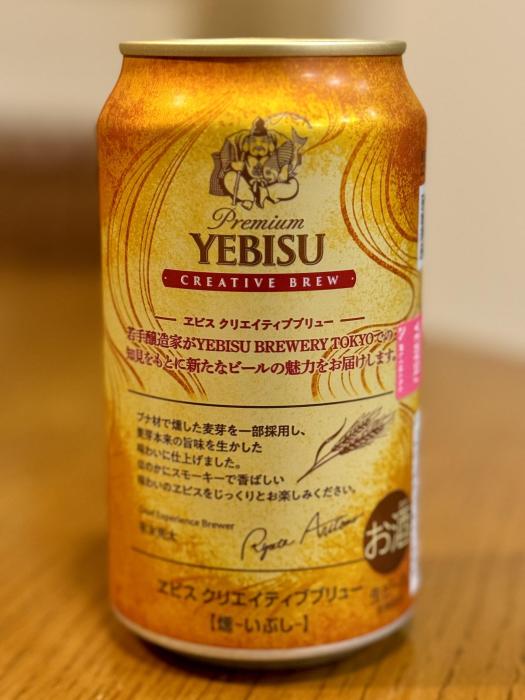 Premium
YEBISU
CREATIVE BREW
ヱビス クリエイティブブリュー
若手醸造家がYEBISU BREWERY TOKYOでの
知見をもとに新たなビールの魅力をお届けします。
ブナ材で燻した麦芽を一部採用し、
麦芽本来の旨味を生かした
味わいに仕上げました。
ほのかにスモーキーで香ばしい
味わいのヱビスをじっくりとお楽しみください。
Chief Experience Brewer
お酒
ヱビス クリエイティブブリュー
【燻-いぶし-】